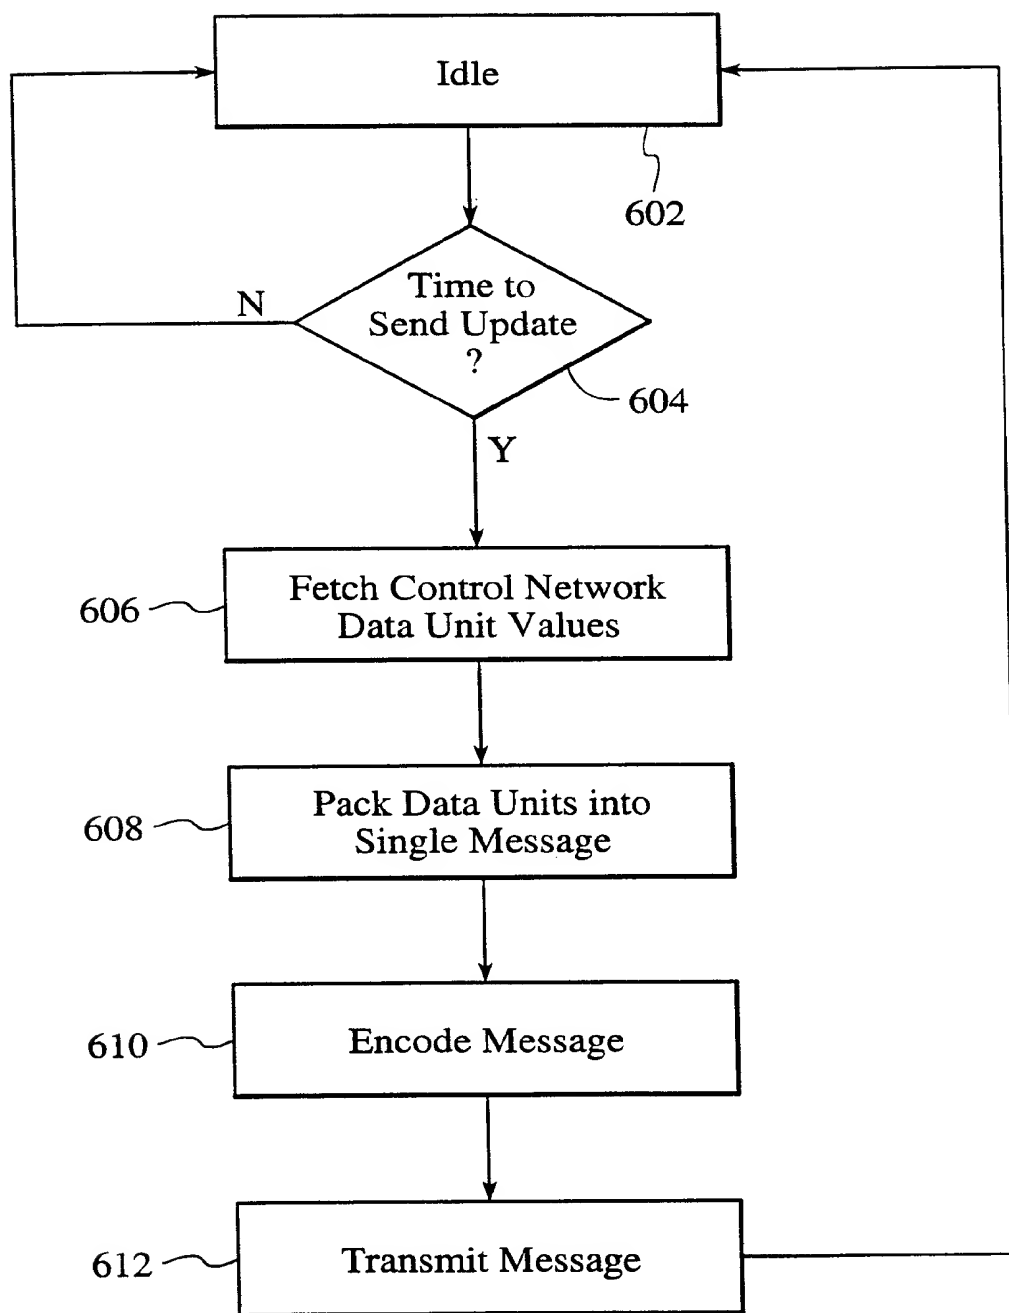 Idle
602
Time to
Send Update
?
N
604
Y
606
Fetch Control Network
Data Unit Values
608
Pack Data Units into
Single Message
610
Encode Message
612
Transmit Message